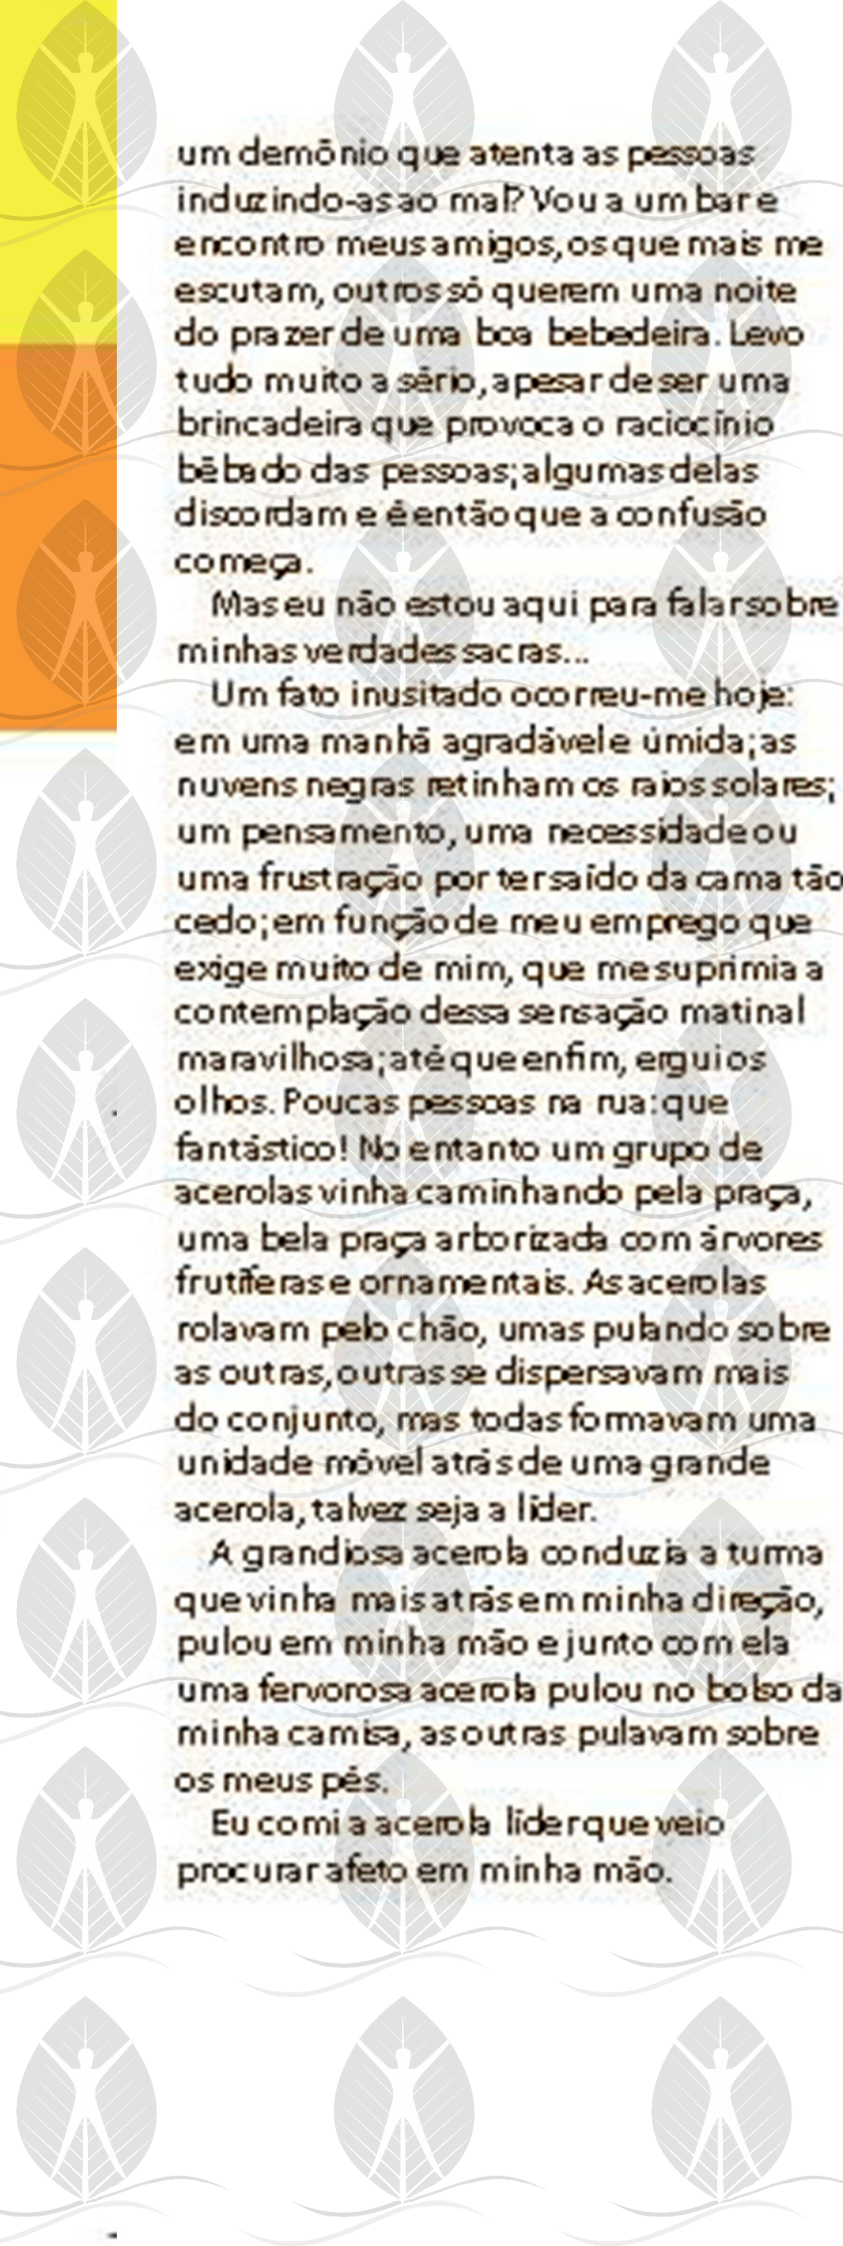 um demônio que atenta as pessoas
induzindo-as ao mal? Vou a um bar e
encontro meus amigos, os que mais me
escutam, outros só querem uma noite
do prazer de uma boa bebedeira. Levo
tudo muito a sério, apesar de ser uma
brincadeira que provoca o raciocínio
bêbado das pessoas; algumas delas
discordam e é então que a confusão
começa.
Mas eu não estou aqui para falar sobre
minhas verdades sacras...
Um fato inusitado ocorreu-me hoje:
em uma manhã agradável e úmida; as
nuvens negras retinham os raios solares;
um pensamento, uma necessidade ou
uma frustração por ter saído da cama tão
cedo; em função de meu emprego que
exige muito de mim, que me suprimia a
contemplação dessa sensação matinal
maravilhosa; até que enfim, ergui os
olhos. Poucas pessoas na rua: que
fantástico! No entanto um grupo de
acerolas vinha caminhando pela praça,
uma bela praça arborizada com árvores
frutíferas e ornamentais. As acerolas
rolavam pelo chão, umas pulando sobre
as outras, outras se dispersavam mais
do conjunto, mas todas formavam uma
unidade móvel atrás de uma grande
acerola, talvez seja a líder.
A grandiosa acerola conduzia a turma
que vinha mais atrás em minha direção,
pulou em minha mão e junto com ela
uma fervorosa acerola pulou no bolso da
minha camisa, as outras pulavam sobre
os meus pés.
Eu comi a acerola líder que veio
procurar afeto em minha mão.